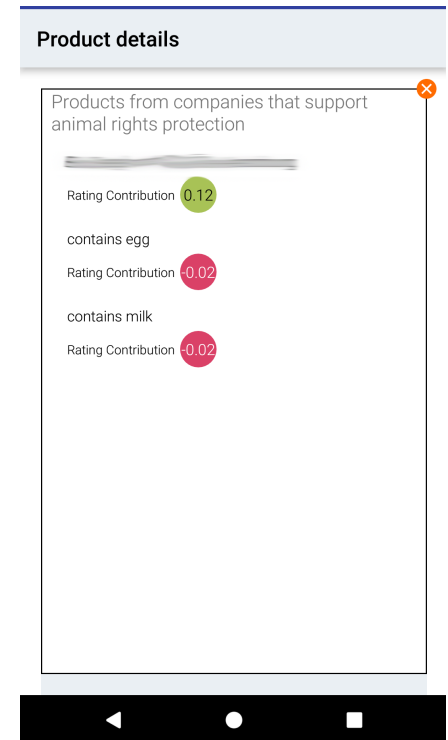 Product details
Products from companies that support
animal rights protection
Rating Contribution 0.12
contains egg
Rating Contribution -0.02
contains milk
Rating Contribution -0.02